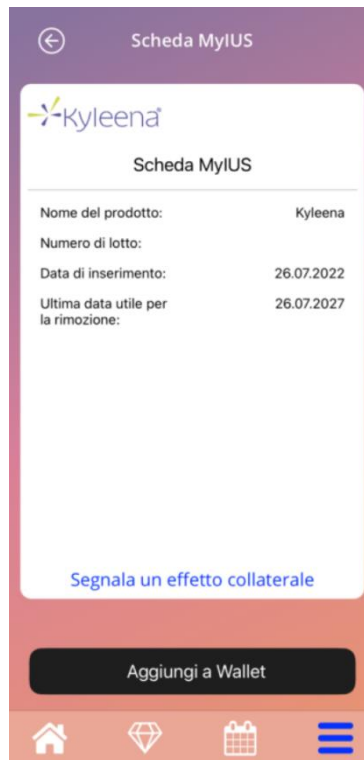 Scheda MyIUS
Kyleena®
Scheda MyIUS
Nome del prodotto: Kyleena
Numero di lotto:
Data di inserimento: 26.07.2022
Ultima data utile per 26.07.2027
la rimozione:
Segnala un effetto collaterale
Aggiungi a Wallet